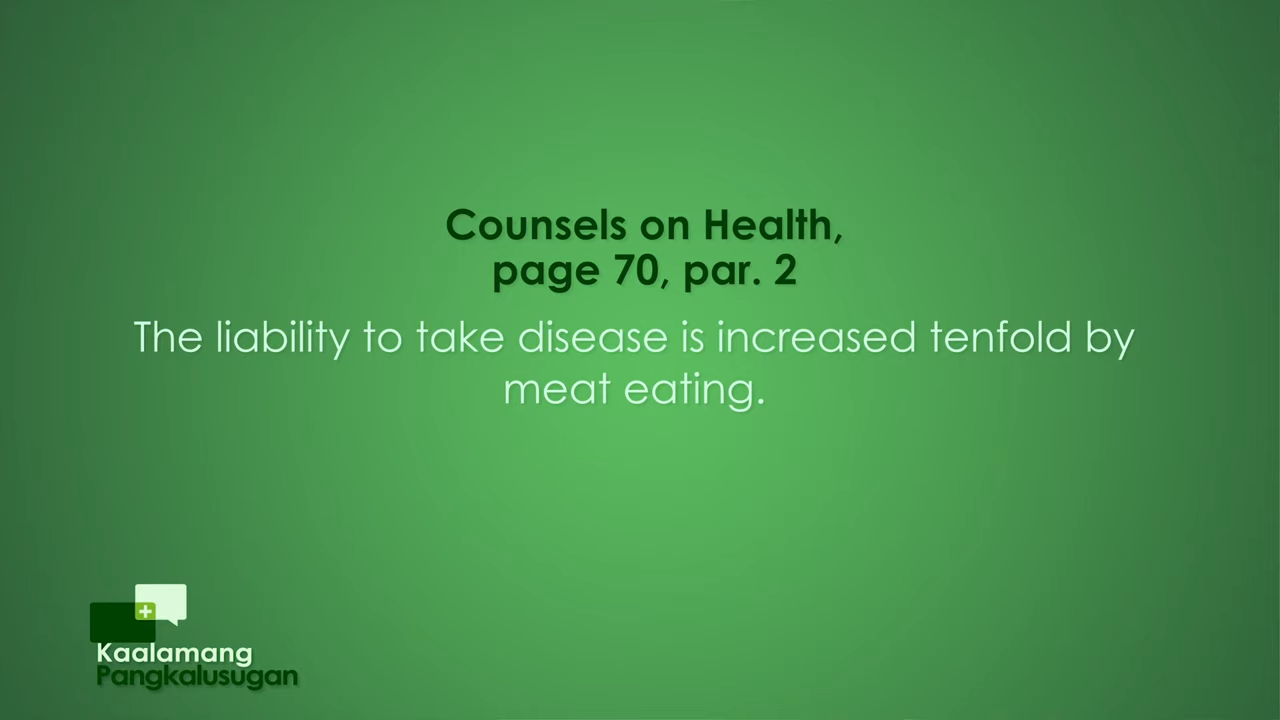 Counsels on Health,
page 70, par. 2
The liability to take disease is increased tenfold by
meat eating.
Kaalamang
Pangkalusugan